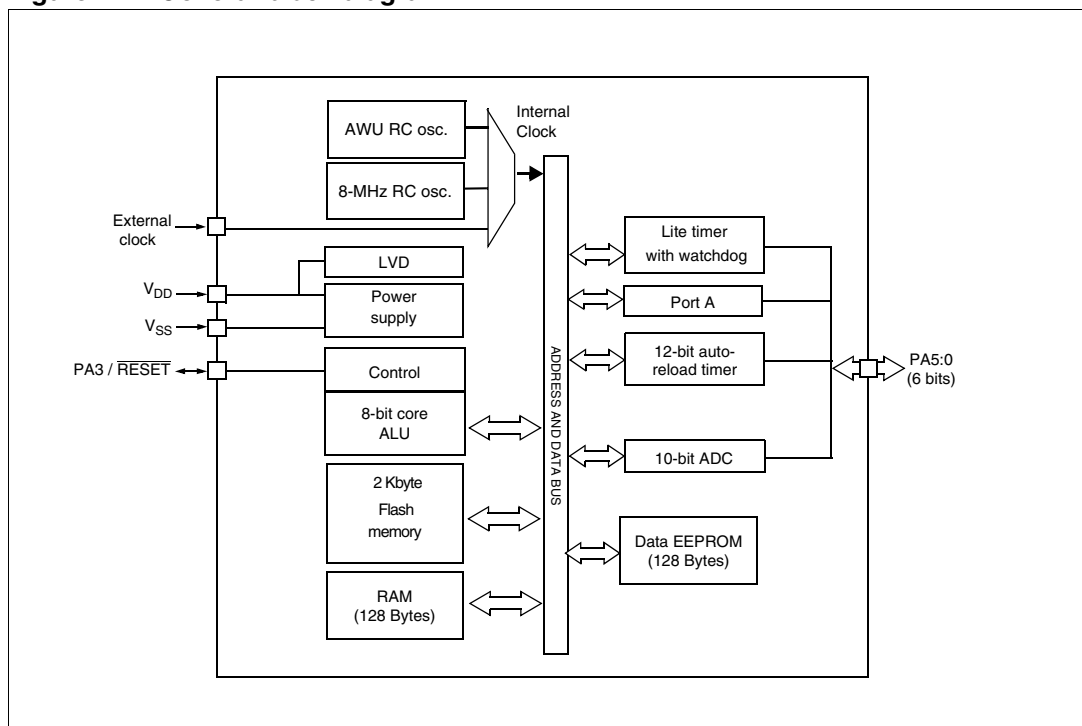 AWU RC osc.
8-MHz RC osc.
Internal
Clock
External
clock
LVD
V_DD
Power
supply
V_SS
PA3 / RESET
Control
8-bit core
ALU
2 Kbyte
Flash
memory
RAM
(128 Bytes)
ADDRESS AND DATA BUS
Lite timer
with watchdog
Port A
12-bit auto-
reload timer
PA5:0
(6 bits)
10-bit ADC
Data EEPROM
(128 Bytes)